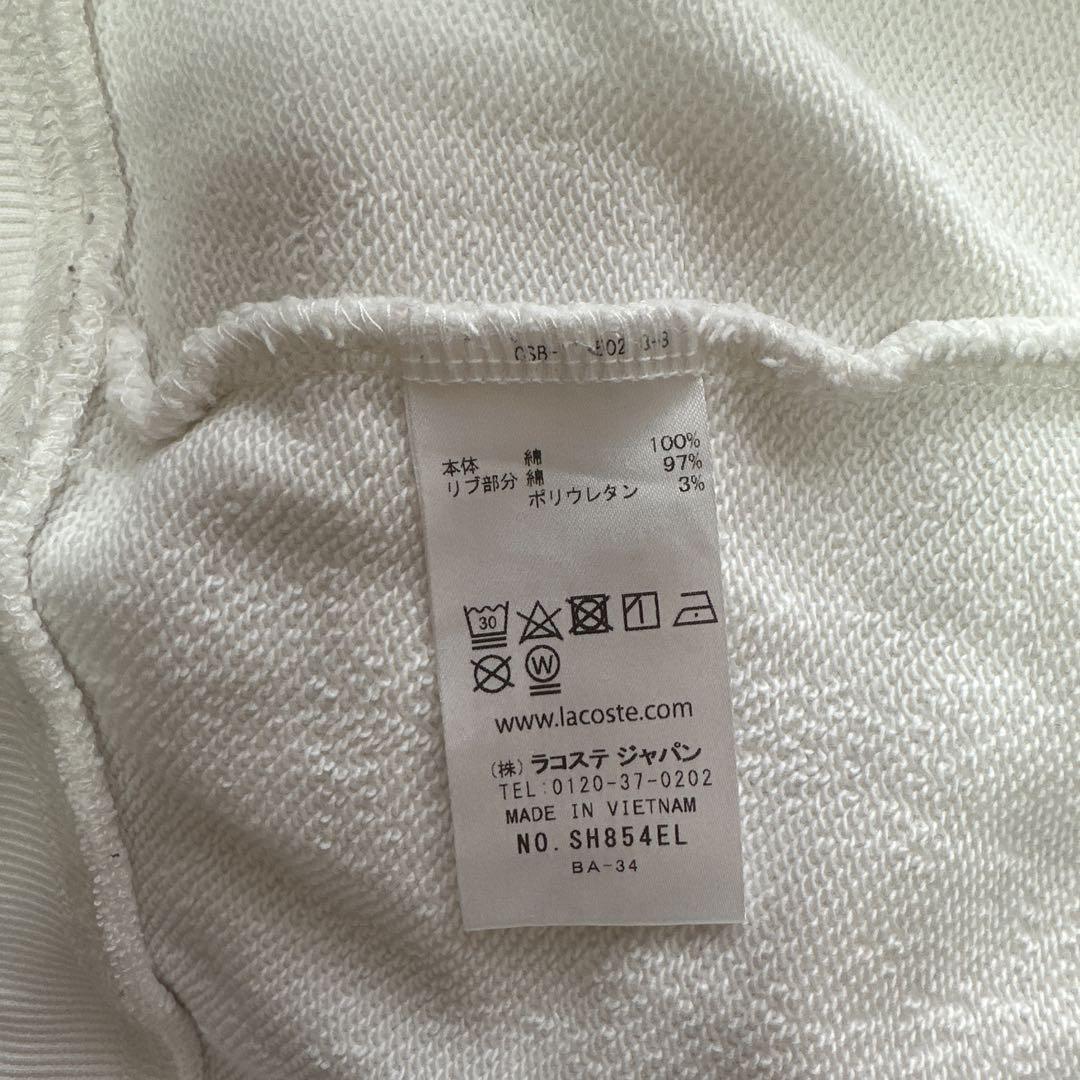 本体 綿 100%
リブ部分 綿 97%
ポリウレタン 3%
30
W
www.lacoste.com
(株) ラコステ ジャパン
TEL:0120-37-0202
MADE IN VIETNAM
NO. SH854EL
BA-34